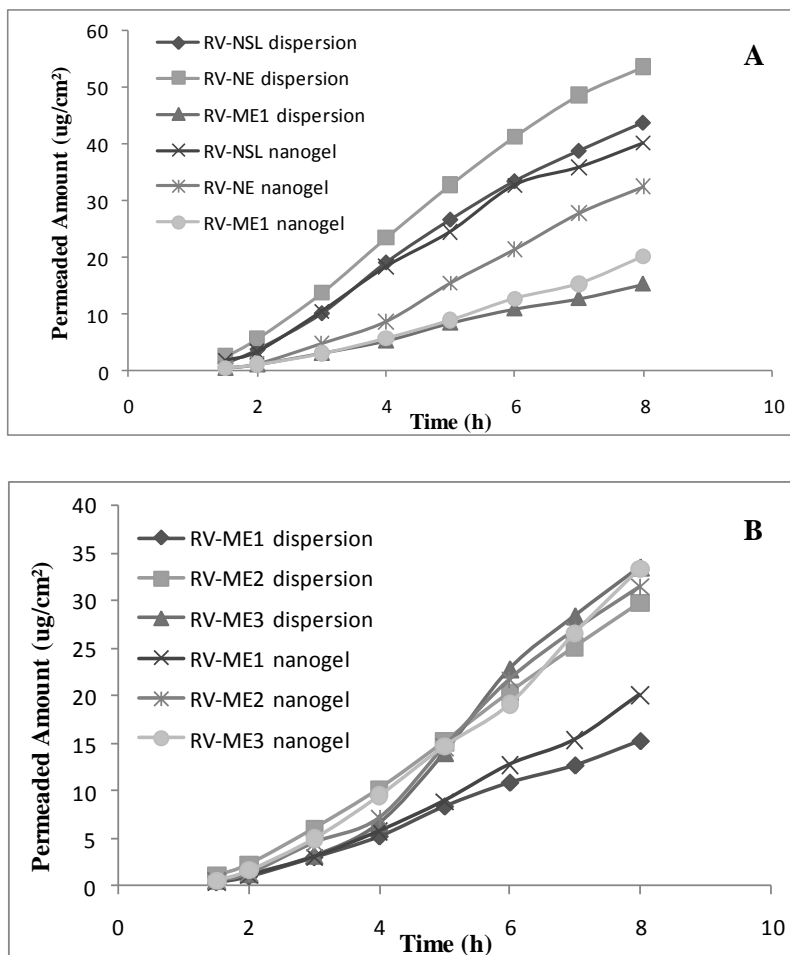 A
RV-NSL dispersion
RV-NE dispersion
RV-ME1 dispersion
RV-NSL nanogel
RV-NE nanogel
RV-ME1 nanogel
Permeaded Amount (ug/cm²)
60
50
40
30
20
10
0
0 2 4 6 8 10
Time (h)
B
RV-ME1 dispersion
RV-ME2 dispersion
RV-ME3 dispersion
RV-ME1 nanogel
RV-ME2 nanogel
RV-ME3 nanogel
Permeaded Amount (ug/cm²)
40
35
30
25
20
15
10
5
0
0 2 4 6 8 10
Time (h)